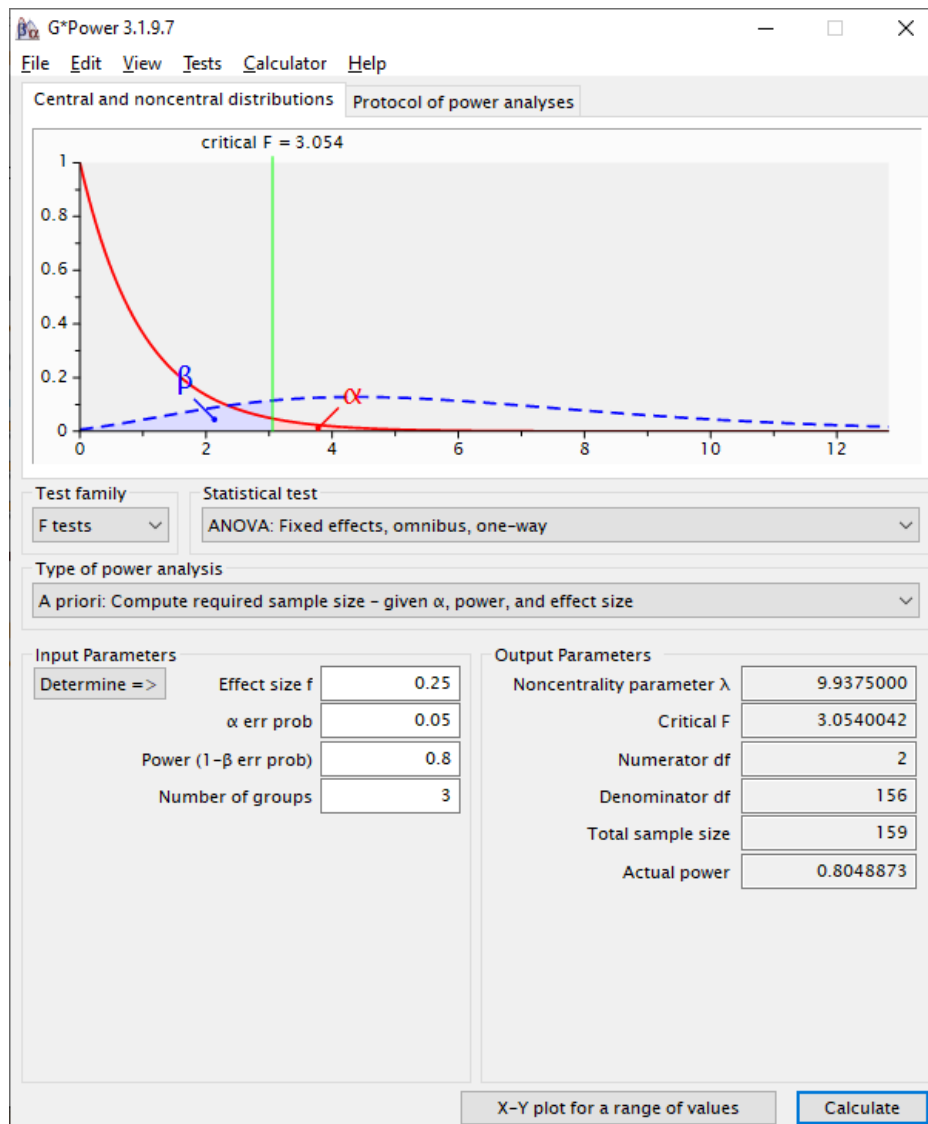 G*Power 3.1.9.7
File Edit View Tests Calculator Help
Central and noncentral distributions Protocol of power analyses
critical F = 3.054
1
0.8
0.6
0.4
0.2
0
β
α
0 2 4 6 8 10 12
Test family Statistical test
F tests ANOVA: Fixed effects, omnibus, one-way
Type of power analysis
A priori: Compute required sample size - given α, power, and effect size
Input Parameters Output Parameters
Determine => Effect size f 0.25 Noncentrality parameter λ 9.9375000
α err prob 0.05 Critical F 3.0540042
Power (1-β err prob) 0.8 Numerator df 2
Number of groups 3 Denominator df 156
Total sample size 159
Actual power 0.8048873
X-Y plot for a range of values Calculate